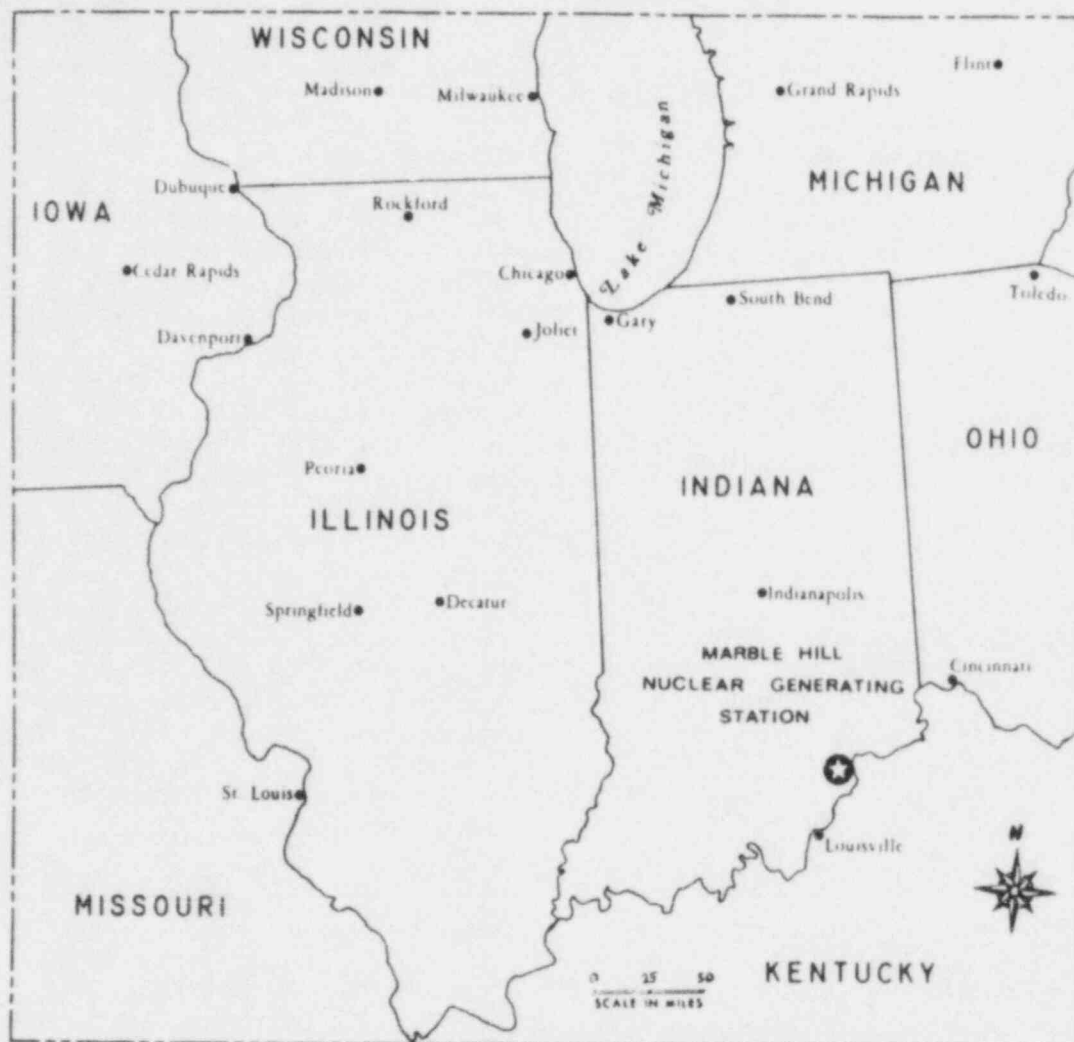 WISCONSIN
Flint
Madison
Milwaukee
Grand Rapids
Lake Michigan
MICHIGAN
Dubuque
IOWA
Rockford
Cedar Rapids
Chicago
Toledo
South Bend
Gary
Davenport
Joliet
OHIO
Peoria
INDIANA
ILLINOIS
Indianapolis
Springfield
Decatur
MARBLE HILL
NUCLEAR GENERATING
STATION
Cincinnati
St. Louis
Louisville
N
MISSOURI
KENTUCKY
0 25 50
SCALE IN MILES